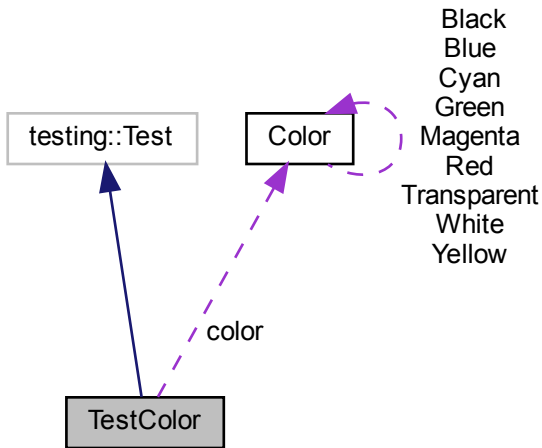 Black
Blue
Cyan
Green
Magenta
Red
Transparent
White
Yellow
testing::Test
Color
color
TestColor